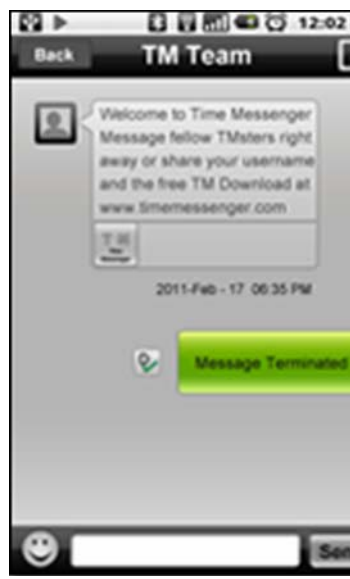 12:02
Back TM Team
Welcome to Time Messenger
Message fellow TMsters right
away or share your username
and the free TM Download at
www.timemessenger.com
2011-Feb - 17 06:35 PM
Message Terminated
Sen